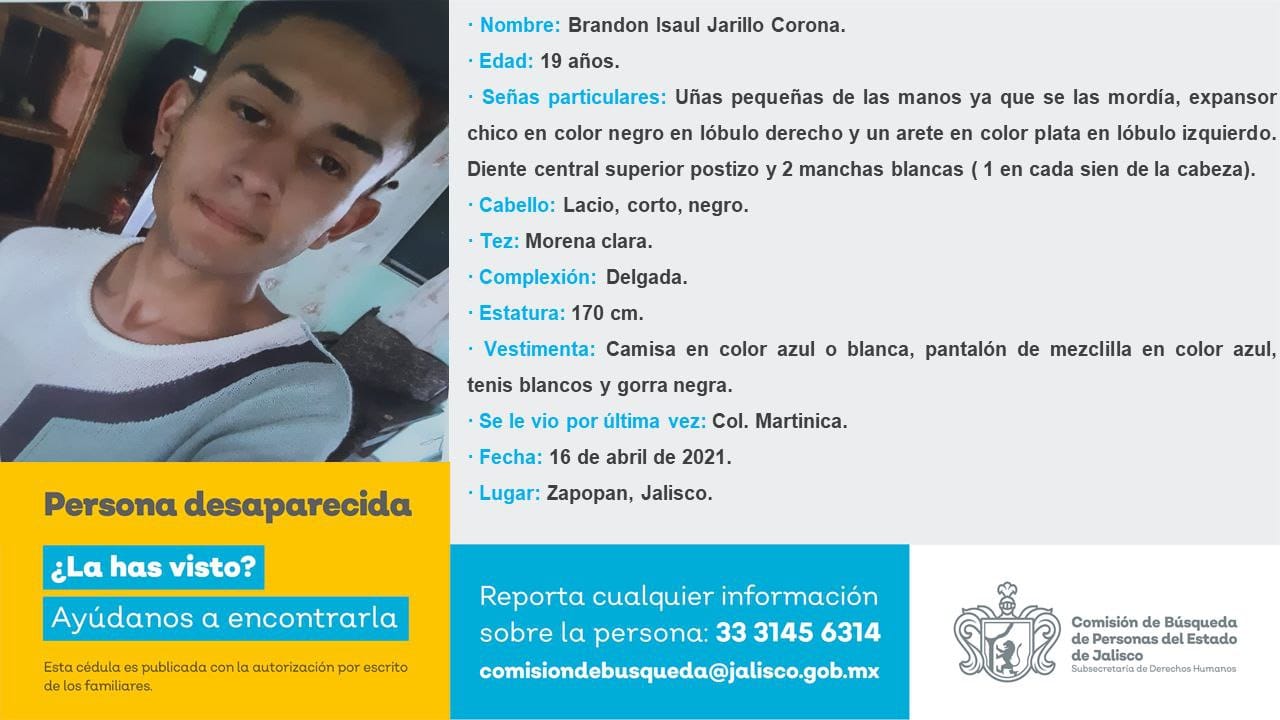 · Nombre: Brandon Isaul Jarillo Corona.
· Edad: 19 años.
· Señas particulares: Uñas pequeñas de las manos ya que se las mordía, expansor
chico en color negro en lóbulo derecho y un arete en color plata en lóbulo izquierdo.
Diente central superior postizo y 2 manchas blancas ( 1 en cada sien de la cabeza).
· Cabello: Lacio, corto, negro.
· Tez: Morena clara.
· Complexión: Delgada.
· Estatura: 170 cm.
· Vestimenta: Camisa en color azul o blanca, pantalón de mezclilla en color azul,
tenis blancos y gorra negra.
· Se le vio por última vez: Col. Martinica.
· Fecha: 16 de abril de 2021.
· Lugar: Zapopan, Jalisco.
Persona desaparecida
¿La has visto?
Ayúdanos a encontrarla
Esta cédula es publicada con la autorización por escrito
de los familiares.
Reporta cualquier información
sobre la persona: 33 3145 6314
comisiondebusqueda@jalisco.gob.mx
Comisión de Búsqueda
de Personas del Estado
de Jalisco
Subsecretaría de Derechos Humanos